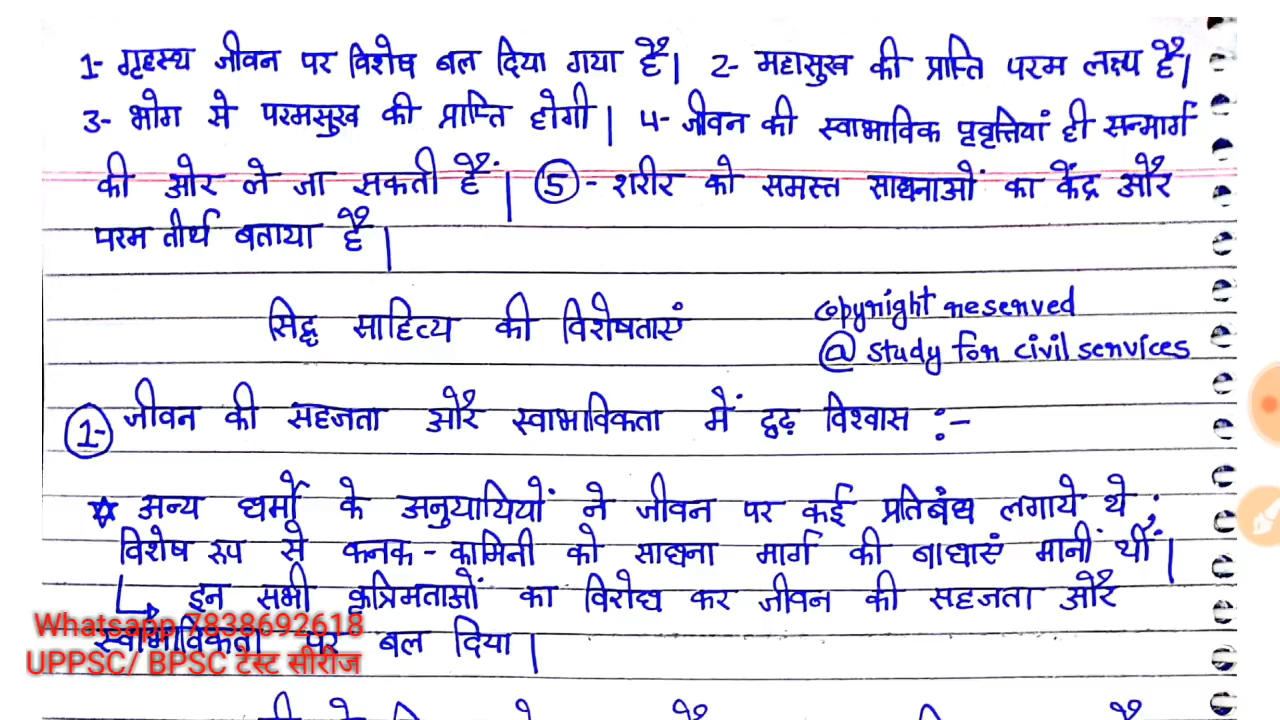 1- गृहस्थ जीवन पर विशेष बल दिया गया है। 2- महासुख की प्राप्ति परम लक्ष्य है।
3- भोग से परमसुख की प्राप्ति होगी। 4- जीवन की स्वाभाविक प्रवृत्तियां ही सन्मार्ग
की ओर ले जा सकती हैं। 5- शरीर को समस्त साधनाओं का केंद्र और
परम तीर्थ बताया है।
सिद्ध साहित्य की विशेषताएं
copyright reserved
@ study for civil services
1- जीवन की सहजता और स्वाभाविकता में दृढ़ विश्वास :-
☆ अन्य धर्मो के अनुयायियों ने जीवन पर कई प्रतिबंध लगाये थे;
विशेष रूप से कनक-कामिनी को साधना मार्ग की बाधाएं मानीं थीं।
↳ इन सभी कृत्रिमताओं का विरोध कर जीवन की सहजता और
स्वाभाविकता पर बल दिया।
Whatsapp 7838692618
UPPSC/ BPSC टेस्ट सीरीज